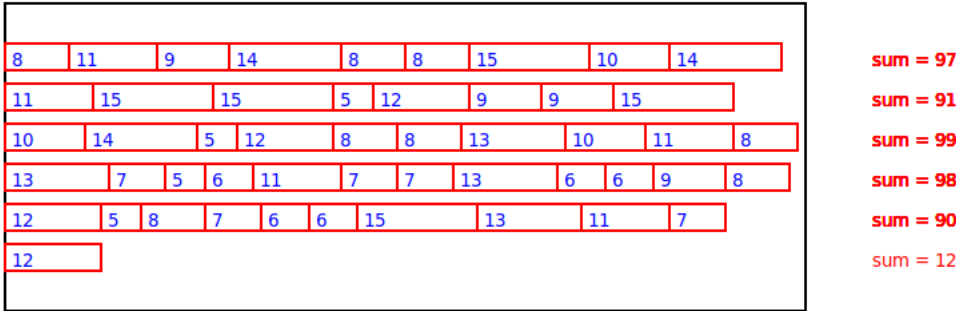 8 11 9 14 8 8 15 10 14 sum = 97
11 15 15 5 12 9 9 15 sum = 91
10 14 5 12 8 8 13 10 11 8 sum = 99
13 7 5 6 11 7 7 13 6 6 9 8 sum = 98
12 5 8 7 6 6 15 13 11 7 sum = 90
12 sum = 12